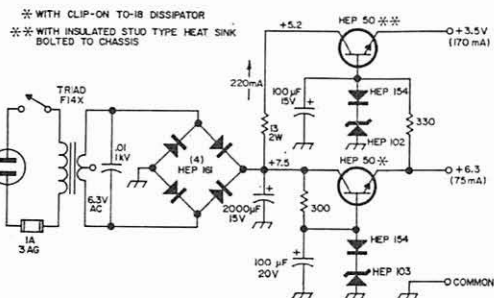 * WITH CLIP-ON TO-18 DISSIPATOR
** WITH INSULATED STUD TYPE HEAT SINK
BOLTED TO CHASSIS
TRIAD
F14X
.01
1kV
6.3V
AC
1A
3AG
(4)
HEP 161
2000µF
15V
+5.2
220mA
13
2W
+7.5
HEP 50 **
+3.5V
(170 mA)
100µF
15V
HEP 154
HEP 102
330
HEP 50 *
+6.3
(75mA)
300
100 µF
20V
HEP 154
HEP 103
COMMON